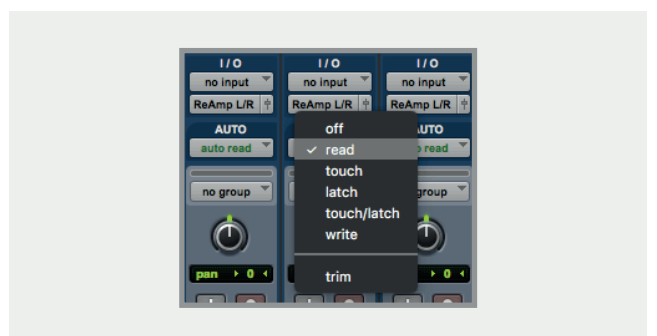 I/O I/O I/O
no input no input no input
ReAmp L/R ReAmp L/R ReAmp L/R
AUTO off UTO
auto read ✓ read read
touch
latch
no group group
touch/latch
write
pan 0 trim 0